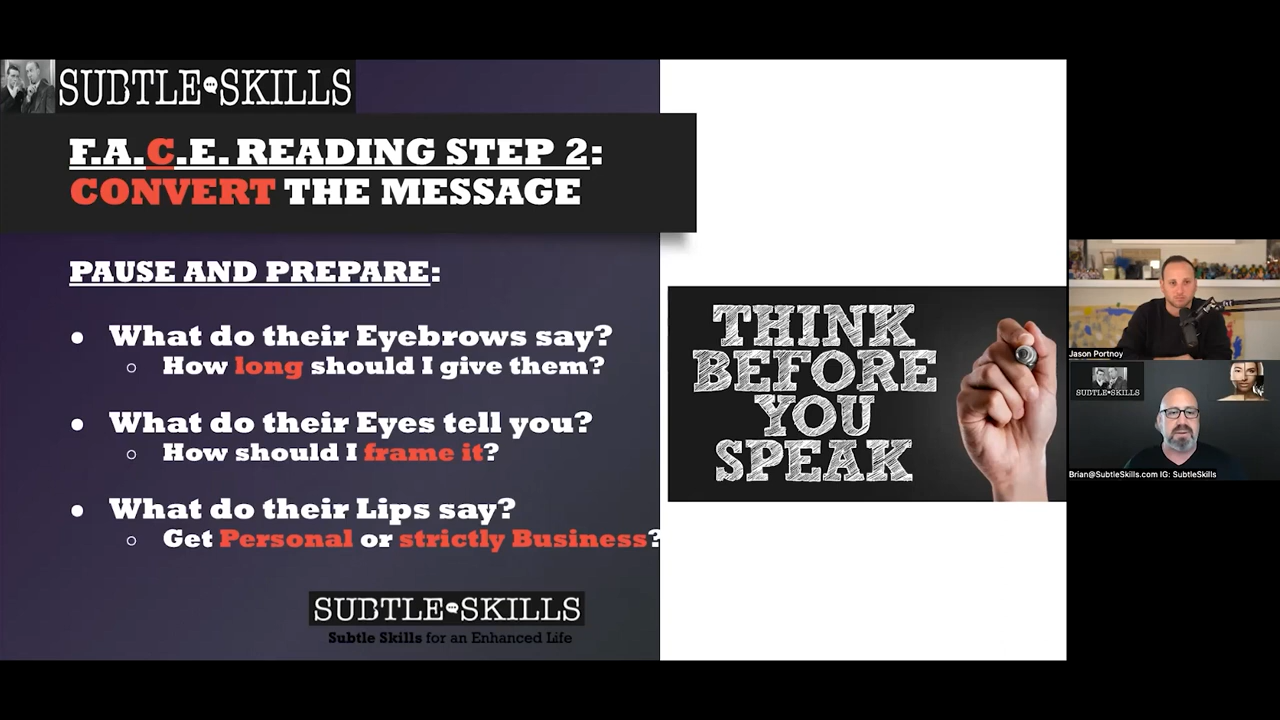 SUBTLE SKILLS
F.A.C.E. READING STEP 2:
CONVERT THE MESSAGE
PAUSE AND PREPARE:
● What do their Eyebrows say?
○ How long should I give them?
● What do their Eyes tell you?
○ How should I frame it?
● What do their Lips say?
○ Get Personal or strictly Business?
SUBTLE SKILLS
Subtle Skills for an Enhanced Life
THINK
BEFORE
YOU
SPEAK
Jason Portnoy
SUBTLE SKILLS
Brian@SubtleSkills.com IG: SubtleSkills